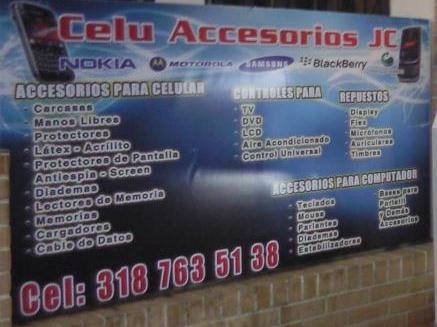 Celu Accesorios JC
NOKIA MOTOROLA SAMSUNG BlackBerry
ACCESORIOS PARA CELULAR
Carcasas
Manos Libres
Protectores
Látex - Acrílito
Protectores de Pantalla
Antiespia - Screen
Diademas
Lectores de Memoria
Memorias
Cargadores
Cable de Datos
CONTROLES PARA
TV
DVD
LCD
Aire Acondicionado
Control Universal
REPUESTOS
Display
Flex
Micrófonos
Auriculares
Timbres
ACCESORIOS PARA COMPUTADOR
Teclados
Mouse
Parlantes
Diademas
Estabilizadores
Bases para
Portatil
Y Demás
Accesorios
Cel: 318 763 51 38